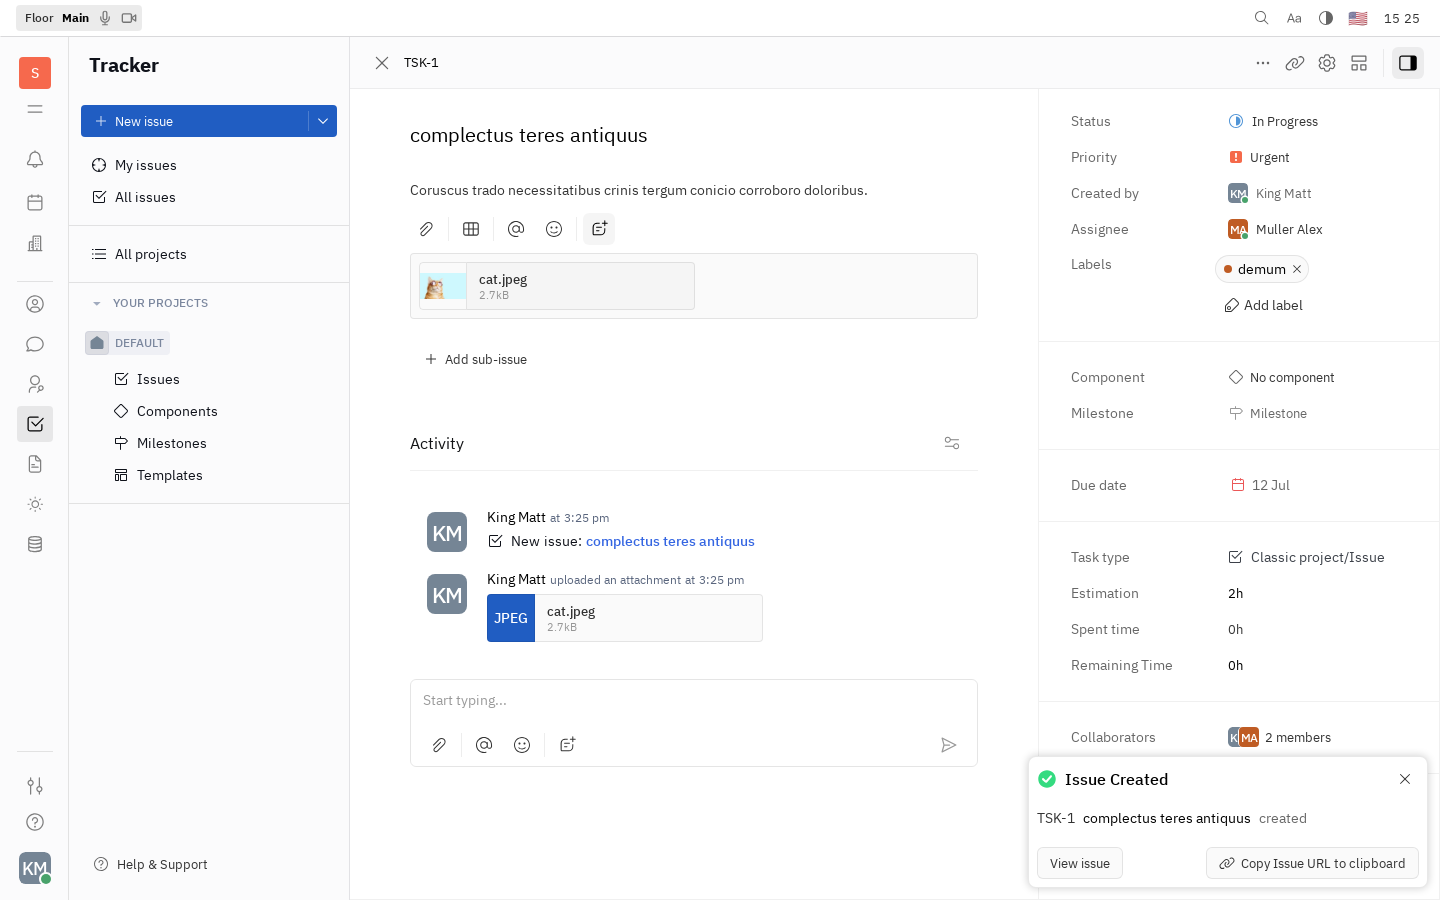 Floor Main
Aa
15 25
S
Tracker
New issue
My issues
All issues
All projects
YOUR PROJECTS
DEFAULT
Issues
Components
Milestones
Templates
Help & Support
KM
TSK-1
complectus teres antiquus
Coruscus trado necessitatibus crinis tergum conicio corroboro doloribus.
cat.jpeg
2.7kB
Add sub-issue
Activity
KM
King Matt at 3:25 pm
New issue: complectus teres antiquus
KM
King Matt uploaded an attachment at 3:25 pm
JPEG
cat.jpeg
2.7kB
Start typing...
Status In Progress
Priority Urgent
Created by KM King Matt
Assignee MA Muller Alex
Labels demum
Add label
Component No component
Milestone Milestone
Due date 12 Jul
Task type Classic project/Issue
Estimation 2h
Spent time 0h
Remaining Time 0h
Collaborators K MA 2 members
Issue Created
TSK-1 complectus teres antiquus created
View issue
Copy Issue URL to clipboard